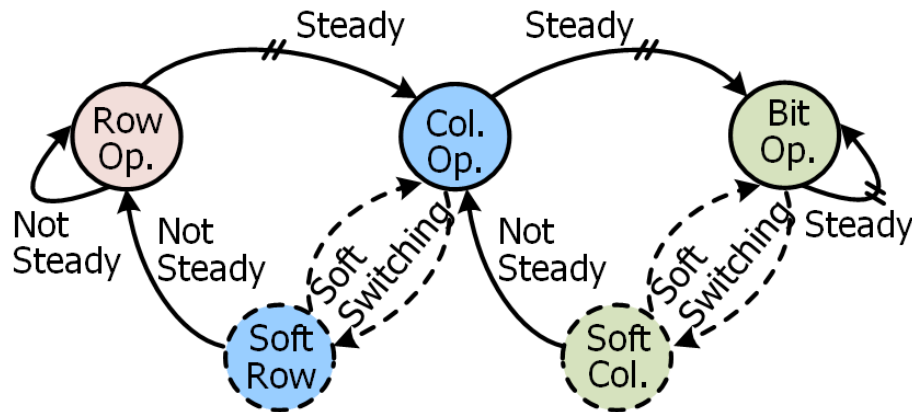 Steady
Steady
Row
Op.
Col.
Op.
Bit
Op.
Not
Steady
Not
Steady
Soft
Switching
Not
Steady
Soft
Switching
Steady
Soft
Row
Soft
Col.